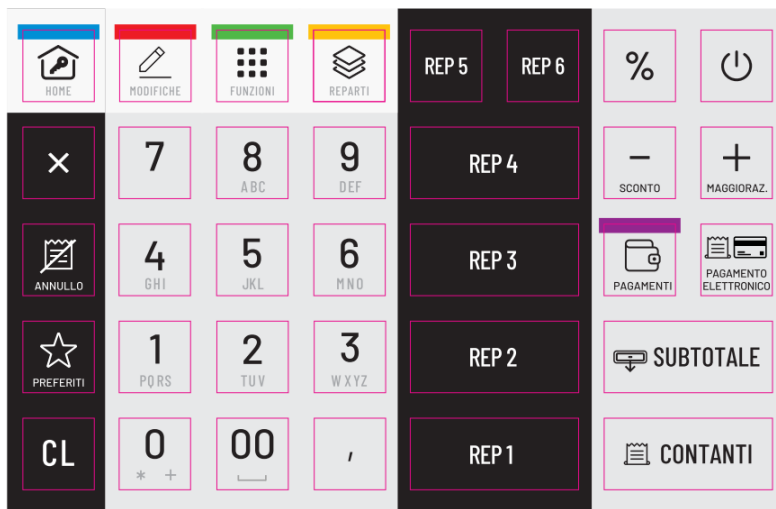 HOME
MODIFICHE
FUNZIONI
REPARTI
REP 5
REP 6
%
×
7
8
ABC
9
DEF
REP 4
−
SCONTO
+
MAGGIORAZ.
ANNULLO
4
GHI
5
JKL
6
MNO
REP 3
PAGAMENTI
PAGAMENTO
ELETTRONICO
PREFERITI
1
PQRS
2
TUV
3
WXYZ
REP 2
SUBTOTALE
CL
0
* +
00
,
REP 1
CONTANTI